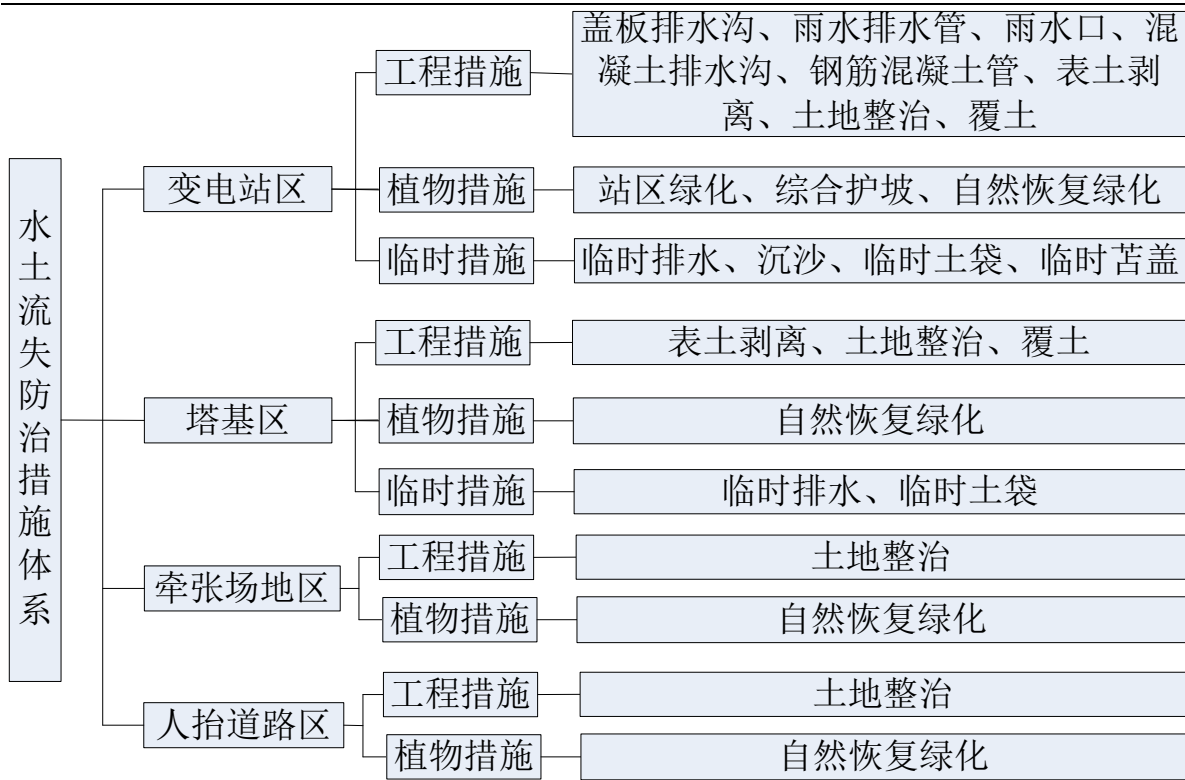 水土流失防治措施体系
变电站区
工程措施
盖板排水沟、雨水排水管、雨水口、混
凝土排水沟、钢筋混凝土管、表土剥
离、土地整治、覆土
植物措施
站区绿化、综合护坡、自然恢复绿化
临时措施
临时排水、沉沙、临时土袋、临时苫盖
塔基区
工程措施
表土剥离、土地整治、覆土
植物措施
自然恢复绿化
临时措施
临时排水、临时土袋
牵张场地区
工程措施
土地整治
植物措施
自然恢复绿化
人抬道路区
工程措施
土地整治
植物措施
自然恢复绿化